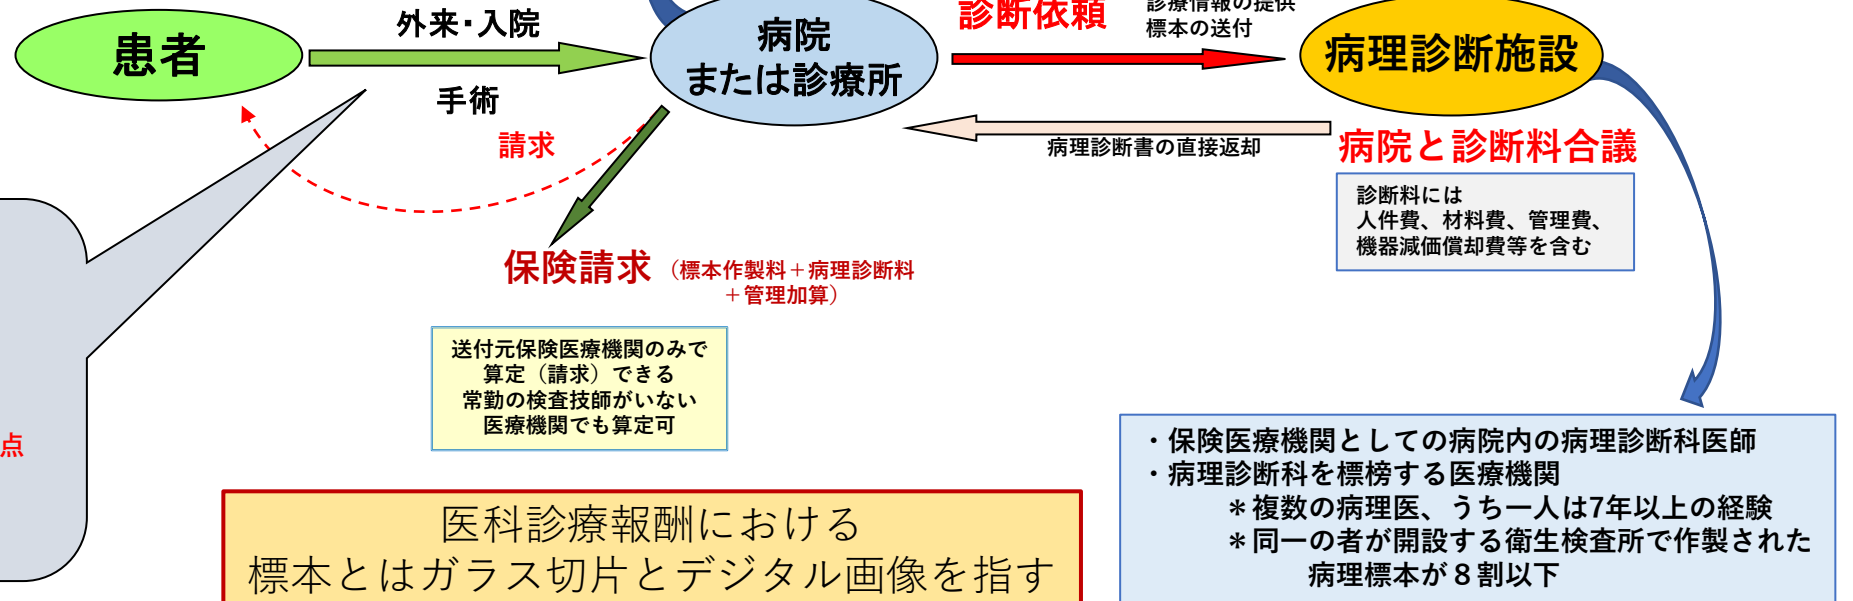 患者
外来・入院
手術
請求
病院
または診療所
診断依頼
診療情報の提供
標本の送付
病理診断施設
病理診断書の直接返却
病院と診断料合議
診断料には
人件費、材料費、管理費、
機器減価償却費等を含む
保険請求
（標本作製料＋病理診断料
＋管理加算）
送付元保険医療機関のみで
算定（請求）できる
常勤の検査技師がいない
医療機関でも算定可
点
・保険医療機関としての病院内の病理診断科医師
・病理診断科を標榜する医療機関
＊複数の病理医、うち一人は7年以上の経験
＊同一の者が開設する衛生検査所で作製された
病理標本が８割以下
医科診療報酬における
標本とはガラス切片とデジタル画像を指す